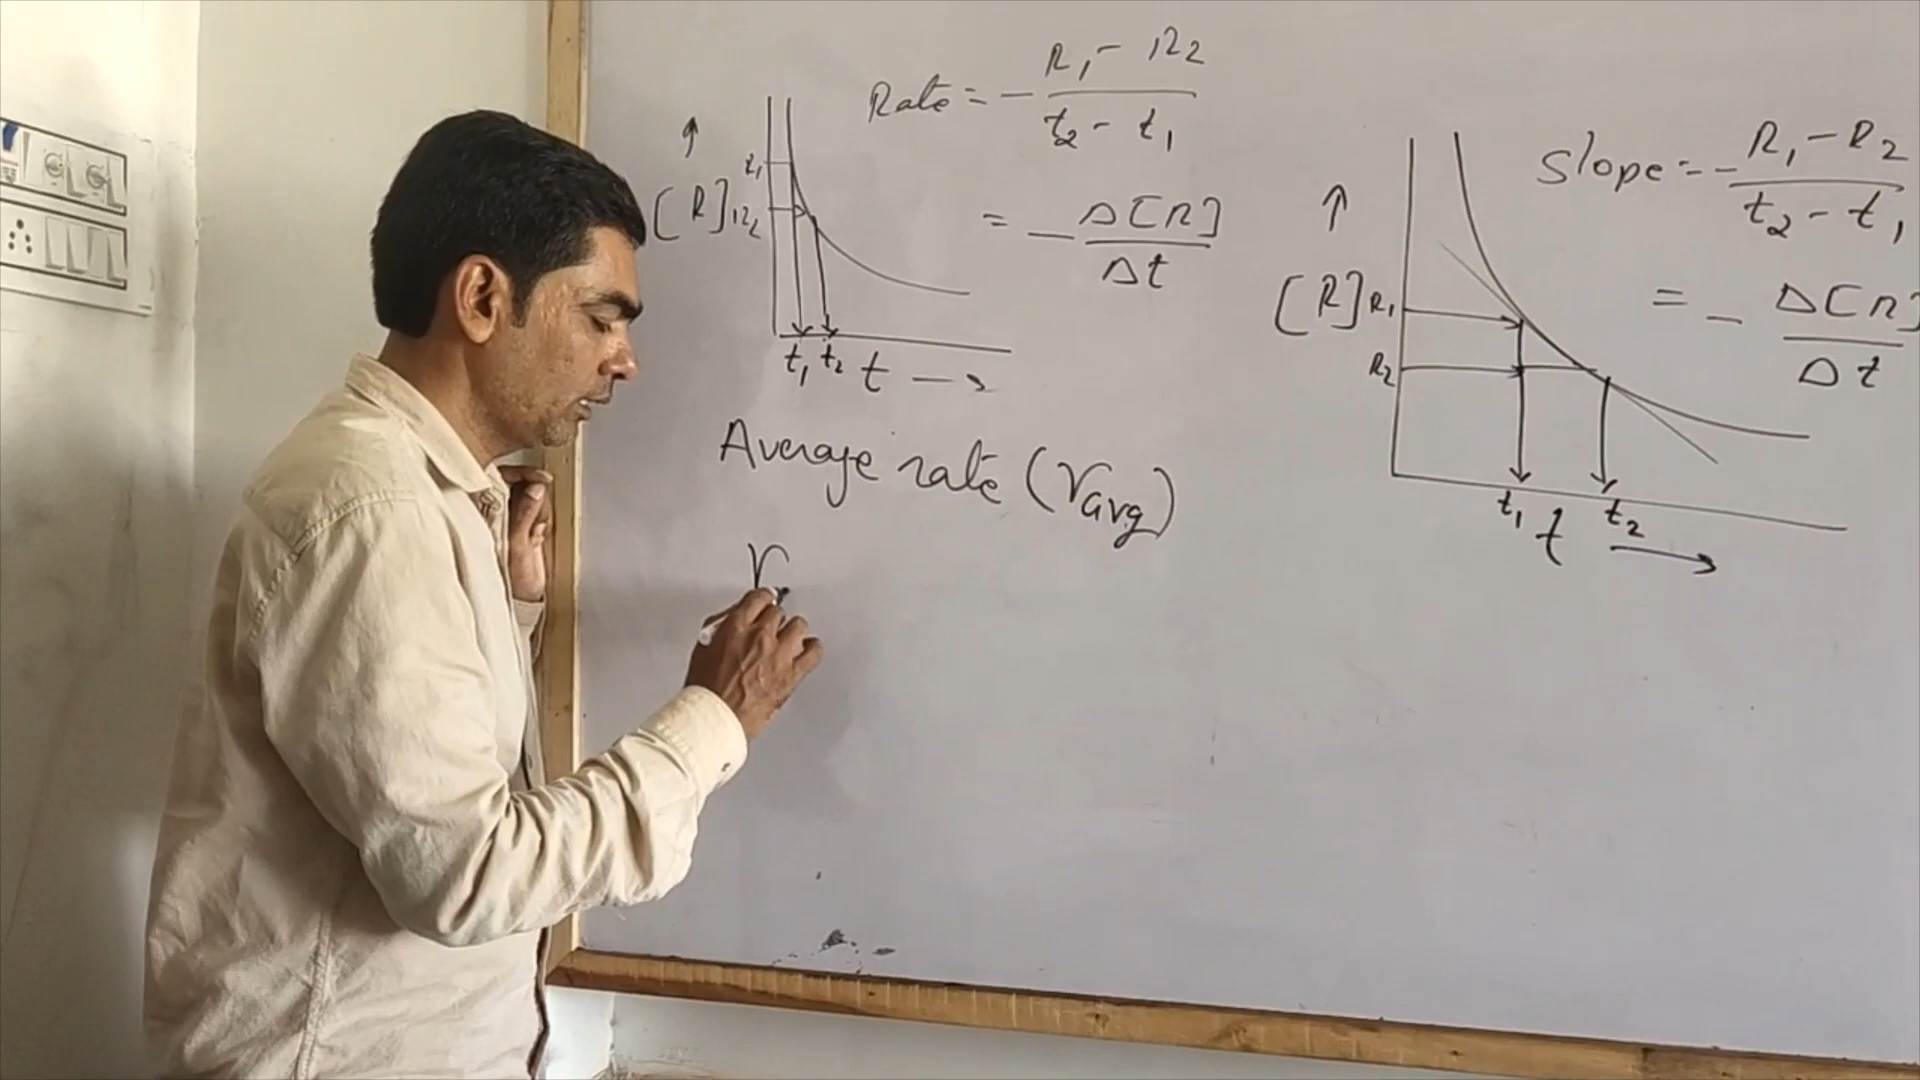 Rate = - R₁ - R₂ / t₂ - t₁
= - Δ[R] / Δt
↑
[R]
R₁
R₂
t₁ t₂ t →
Average rate (ravg)
r
Slope = - R₁ - R₂ / t₂ - t₁
= - Δ[R] / Δt
↑
[R] R₁
R₂
t₁ t t₂ →